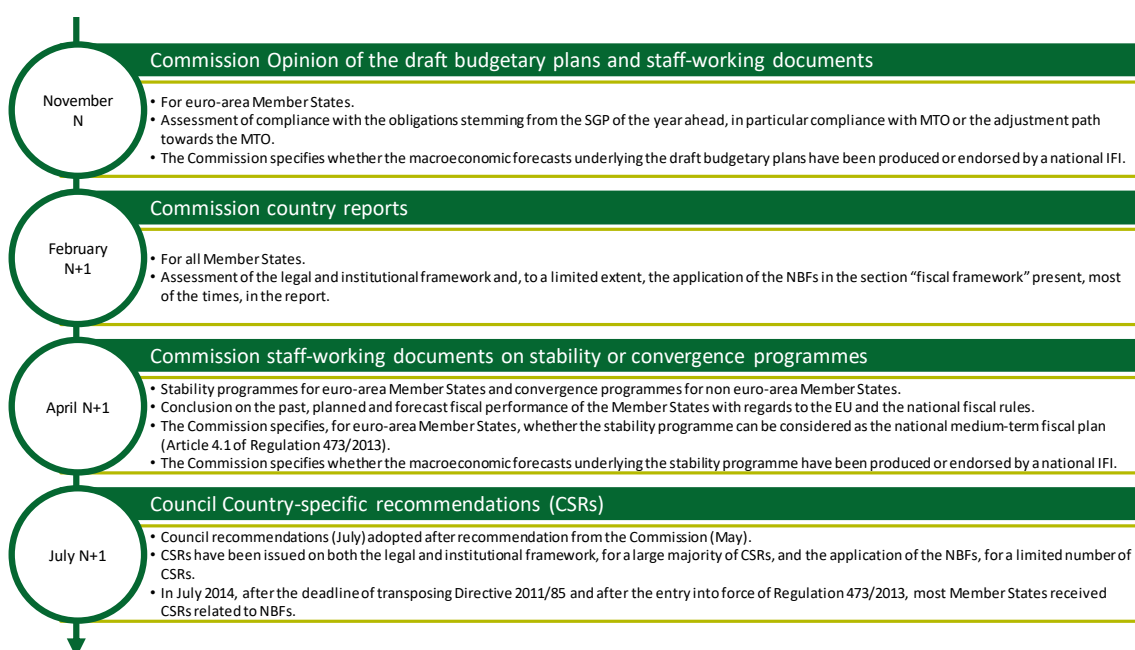 Commission Opinion of the draft budgetary plans and staff-working documents
November
N
• For euro-area Member States.
• Assessment of compliance with the obligations stemming from the SGP of the year ahead, in particular compliance with MTO or the adjustment path
towards the MTO.
• The Commission specifies whether the macroeconomic forecasts underlying the draft budgetary plans have been produced or endorsed by a national IFI.
Commission country reports
February
N+1
• For all Member States.
• Assessment of the legal and institutional framework and, to a limited extent, the application of the NBFs in the section “fiscal framework” present, most
of the times, in the report.
Commission staff-working documents on stability or convergence programmes
April N+1
• Stability programmes for euro-area Member States and convergence programmes for non euro-area Member States.
• Conclusion on the past, planned and forecast fiscal performance of the Member States with regards to the EU and the national fiscal rules.
• The Commission specifies, for euro-area Member States, whether the stability programme can be considered as the national medium-term fiscal plan
(Article 4.1 of Regulation 473/2013).
• The Commission specifies whether the macroeconomic forecasts underlying the stability programme have been produced or endorsed by a national IFI.
Council Country-specific recommendations (CSRs)
July N+1
• Council recommendations (July) adopted after recommendation from the Commission (May).
• CSRs have been issued on both the legal and institutional framework, for a large majority of CSRs, and the application of the NBFs, for a limited number of
CSRs.
• In July 2014, after the deadline of transposing Directive 2011/85 and after the entry into force of Regulation 473/2013, most Member States received
CSRs related to NBFs.